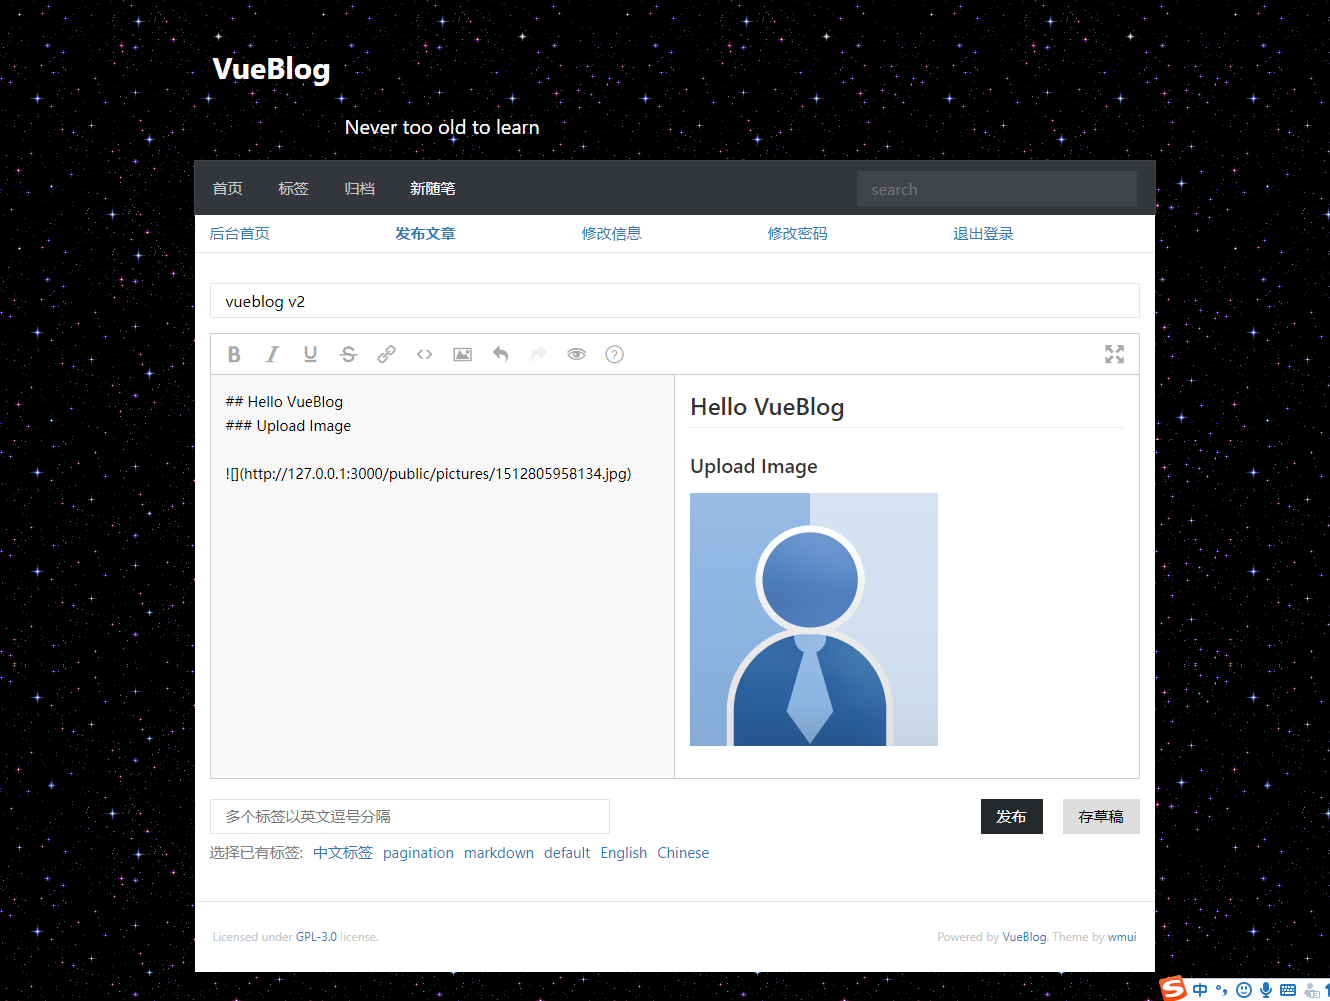 VueBlog
Never too old to learn
首页 标签 归档 新随笔 search
后台首页 发布文章 修改信息 修改密码 退出登录
vueblog v2
B I U S <> ?
## Hello VueBlog
### Upload Image
![](http://127.0.0.1:3000/public/pictures/1512805958134.jpg)
Hello VueBlog
Upload Image
多个标签以英文逗号分隔
发布 存草稿
选择已有标签: 中文标签 pagination markdown default English Chinese
Licensed under GPL-3.0 license.
Powered by VueBlog. Theme by wmui
S 中